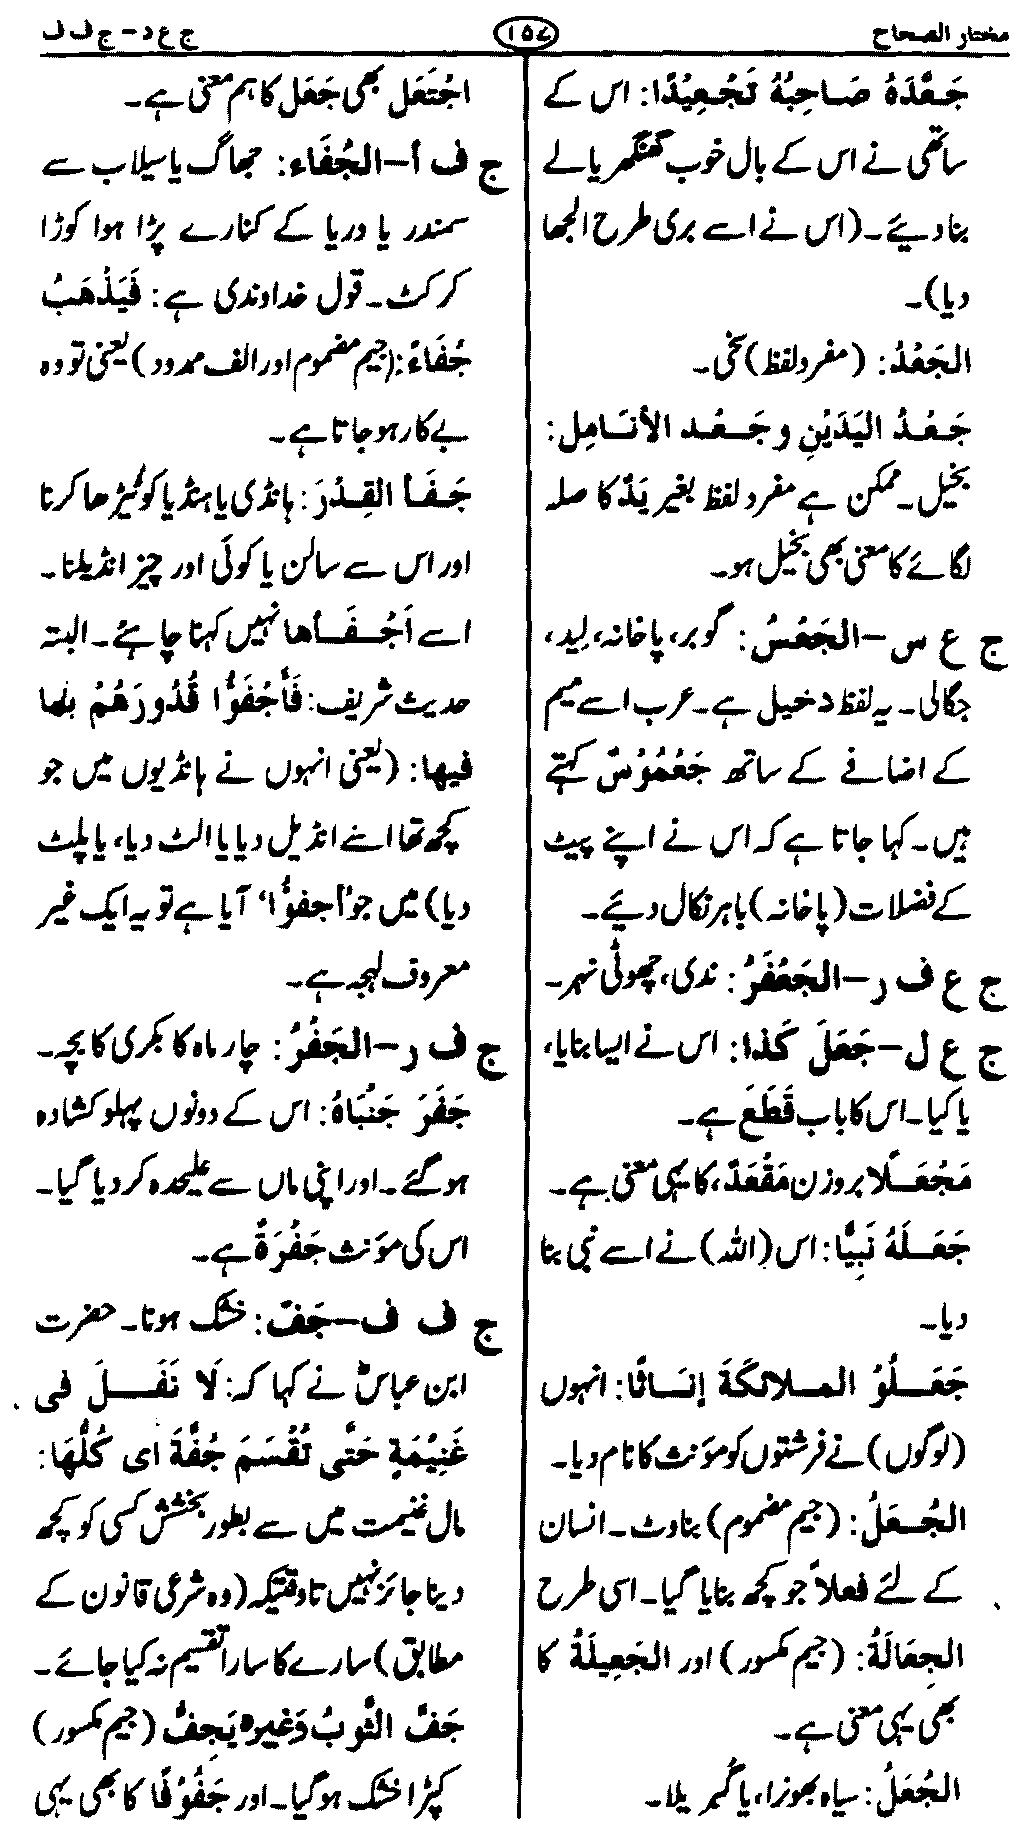 مختار الصحاح
۱۵۷
ج ع د – ج ف ف
جَعَّدَهُ صَاحِبُهُ تَجْعِيْدًا: اس کے
ساتھی نے اس کے بال خوب گھنگھریالے
بنا دیئے۔ (اس نے اسے بری طرح الجھا
دیا)۔
الجَعْدُ: (مفرد لفظ) سخی۔
جَعْدُ اليَدَيْنِ و جَعْد الأنَامِل:
بخیل۔ ممکن ہے مفرد لفظ بغیر یَدٌ کا صلہ
لگائے کا معنی بھی بخیل ہو۔
ج ع س – الجَعْسُ: گوبر، پاخانہ، لید،
جگالی۔ یہ لفظ دخیل ہے۔ عرب اسے میم
کے اضافے کے ساتھ جَعْمُوْسٌ کہتے
ہیں۔ کہا جاتا ہے کہ اس نے اپنے پیٹ
کے فضلات (پاخانہ) باہر نکال دیئے۔
ج ع ف ر – الجَعْفَرُ: ندی، چھوٹی نہر۔
ج ع ل – جَعَلَ كَذا: اس نے ایسا بنایا،
یا کیا۔ اس کا باب قَطَعَ ہے۔
مَجْعَلًا بروزن مَقْعَدٌ، کا یہی معنی ہے۔
جَعَلَهُ نَبِيًّا: اس (اللہ) نے اسے نبی بنا
دیا۔
جَعَلُوْ الملائكَةَ إنَاثًا: انہوں
(لوگوں) نے فرشتوں کو مؤنث کا نام دیا۔
الجُعَلُ: (جیم مضموم) بناوٹ۔ انسان
کے لئے فعلاً جو کچھ بنایا گیا۔ اسی طرح
الجِعَالَةُ: (جیم مکسور) اور الجَعِيلَةُ کا
بھی یہی معنی ہے۔
الجُعَلُ: سیاہ بھونرا، یا گبریلا۔
اجْتَعَل بھی جَعَل کا ہم معنی ہے۔
ج ف أ – الجُفَاء: جھاگ یا سیلاب سے
سمندر یا دریا کے کنارے پڑا ہوا کوڑا
کرکٹ۔ قول خداوندی ہے: فَيَذْهَبُ
جُفَاءً: (جیم مضموم اور الف ممدود) یعنی تو وہ
بے کار ہو جاتا ہے۔
جَفَأ القِدْرَ: ہانڈی یا ہنڈیا کو ٹیڑھا کرنا
اور اس سے سالن یا کوئی اور چیز انڈیلنا۔
اسے أجْفَأها نہیں کہنا چاہئے۔ البتہ
حدیث شریف: فَأَجْفَوُّا قُدُورَهُمْ بِمَا
فيها: (یعنی انہوں نے ہانڈیوں میں جو
کچھ تھا اسے انڈیل دیا یا الٹ دیا، یا پلٹ
دیا) میں جو "أجفوُّا" آیا ہے تو یہ ایک غیر
معروف لہجہ ہے۔
ج ف ر – الجَفْرُ: چار ماہ کا بکری کا بچہ۔
جَفَرَ جَنْبَاهُ: اس کے دونوں پہلو کشادہ
ہو گئے۔ اور اپنی ماں سے علیحدہ کر دیا گیا۔
اس کی مؤنث جَفْرَةٌ ہے۔
ج ف ف – جَفّ: خشک ہونا۔ حضرت
ابن عباسؓ نے کہا کہ: لَا نَفَلَ فى
غَنِيْمَةٍ حَتّٰى تُقْسَمَ جُفَّةً اى كُلُّهَا:
مال غنیمت میں سے بطور بخشش کسی کو کچھ
دینا جائز نہیں تاوقتیکہ (وہ شرعی قانون کے
مطابق) سارے کا سارا تقسیم نہ کیا جائے۔
جَفَّ الثَّوبُ وَغيره يَجِفُّ (جیم مکسور)
کپڑا خشک ہو گیا۔ اور جَفُوْفًا کا بھی یہی